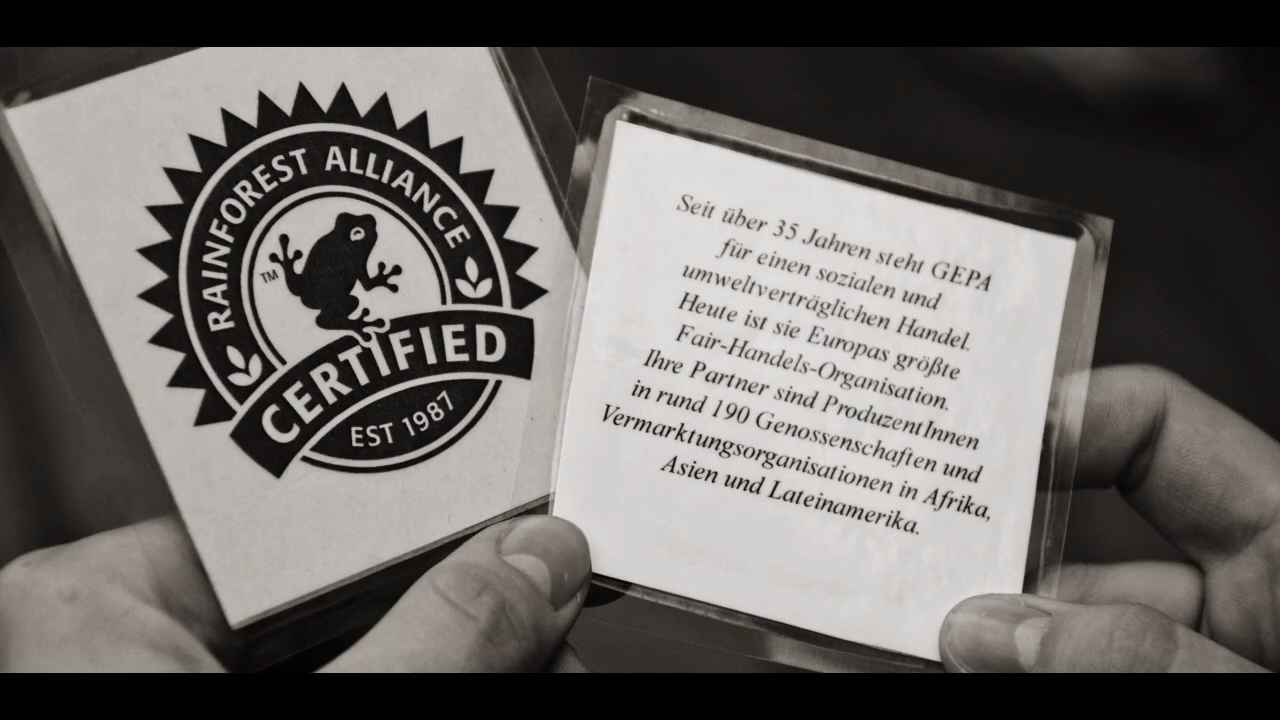 RAINFOREST ALLIANCE
TM
CERTIFIED
EST 1987
Seit über 35 Jahren steht GEPA
für einen sozialen und
umweltverträglichen Handel.
Heute ist sie Europas größte
Fair-Handels-Organisation.
Ihre Partner sind ProduzentInnen
in rund 190 Genossenschaften und
Vermarktungsorganisationen in Afrika,
Asien und Lateinamerika.